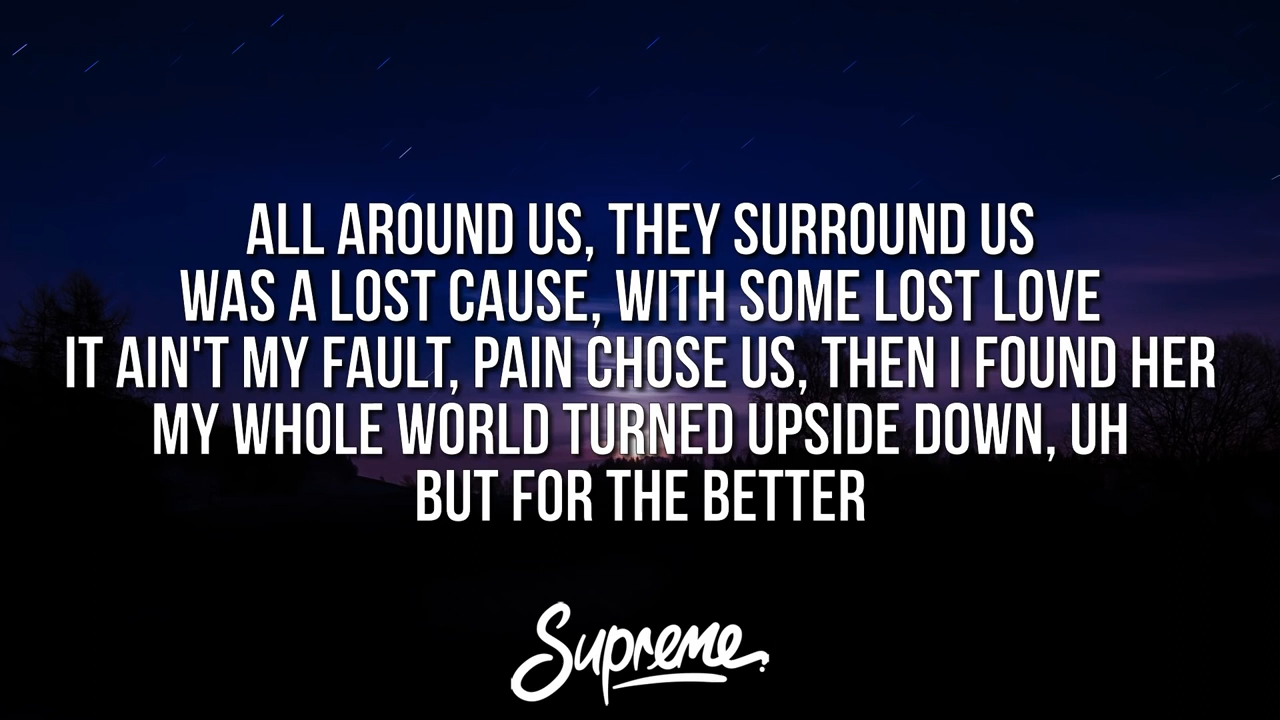 ALL AROUND US, THEY SURROUND US
WAS A LOST CAUSE, WITH SOME LOST LOVE
IT AIN'T MY FAULT, PAIN CHOSE US, THEN I FOUND HER
MY WHOLE WORLD TURNED UPSIDE DOWN, UH
BUT FOR THE BETTER
Supreme.